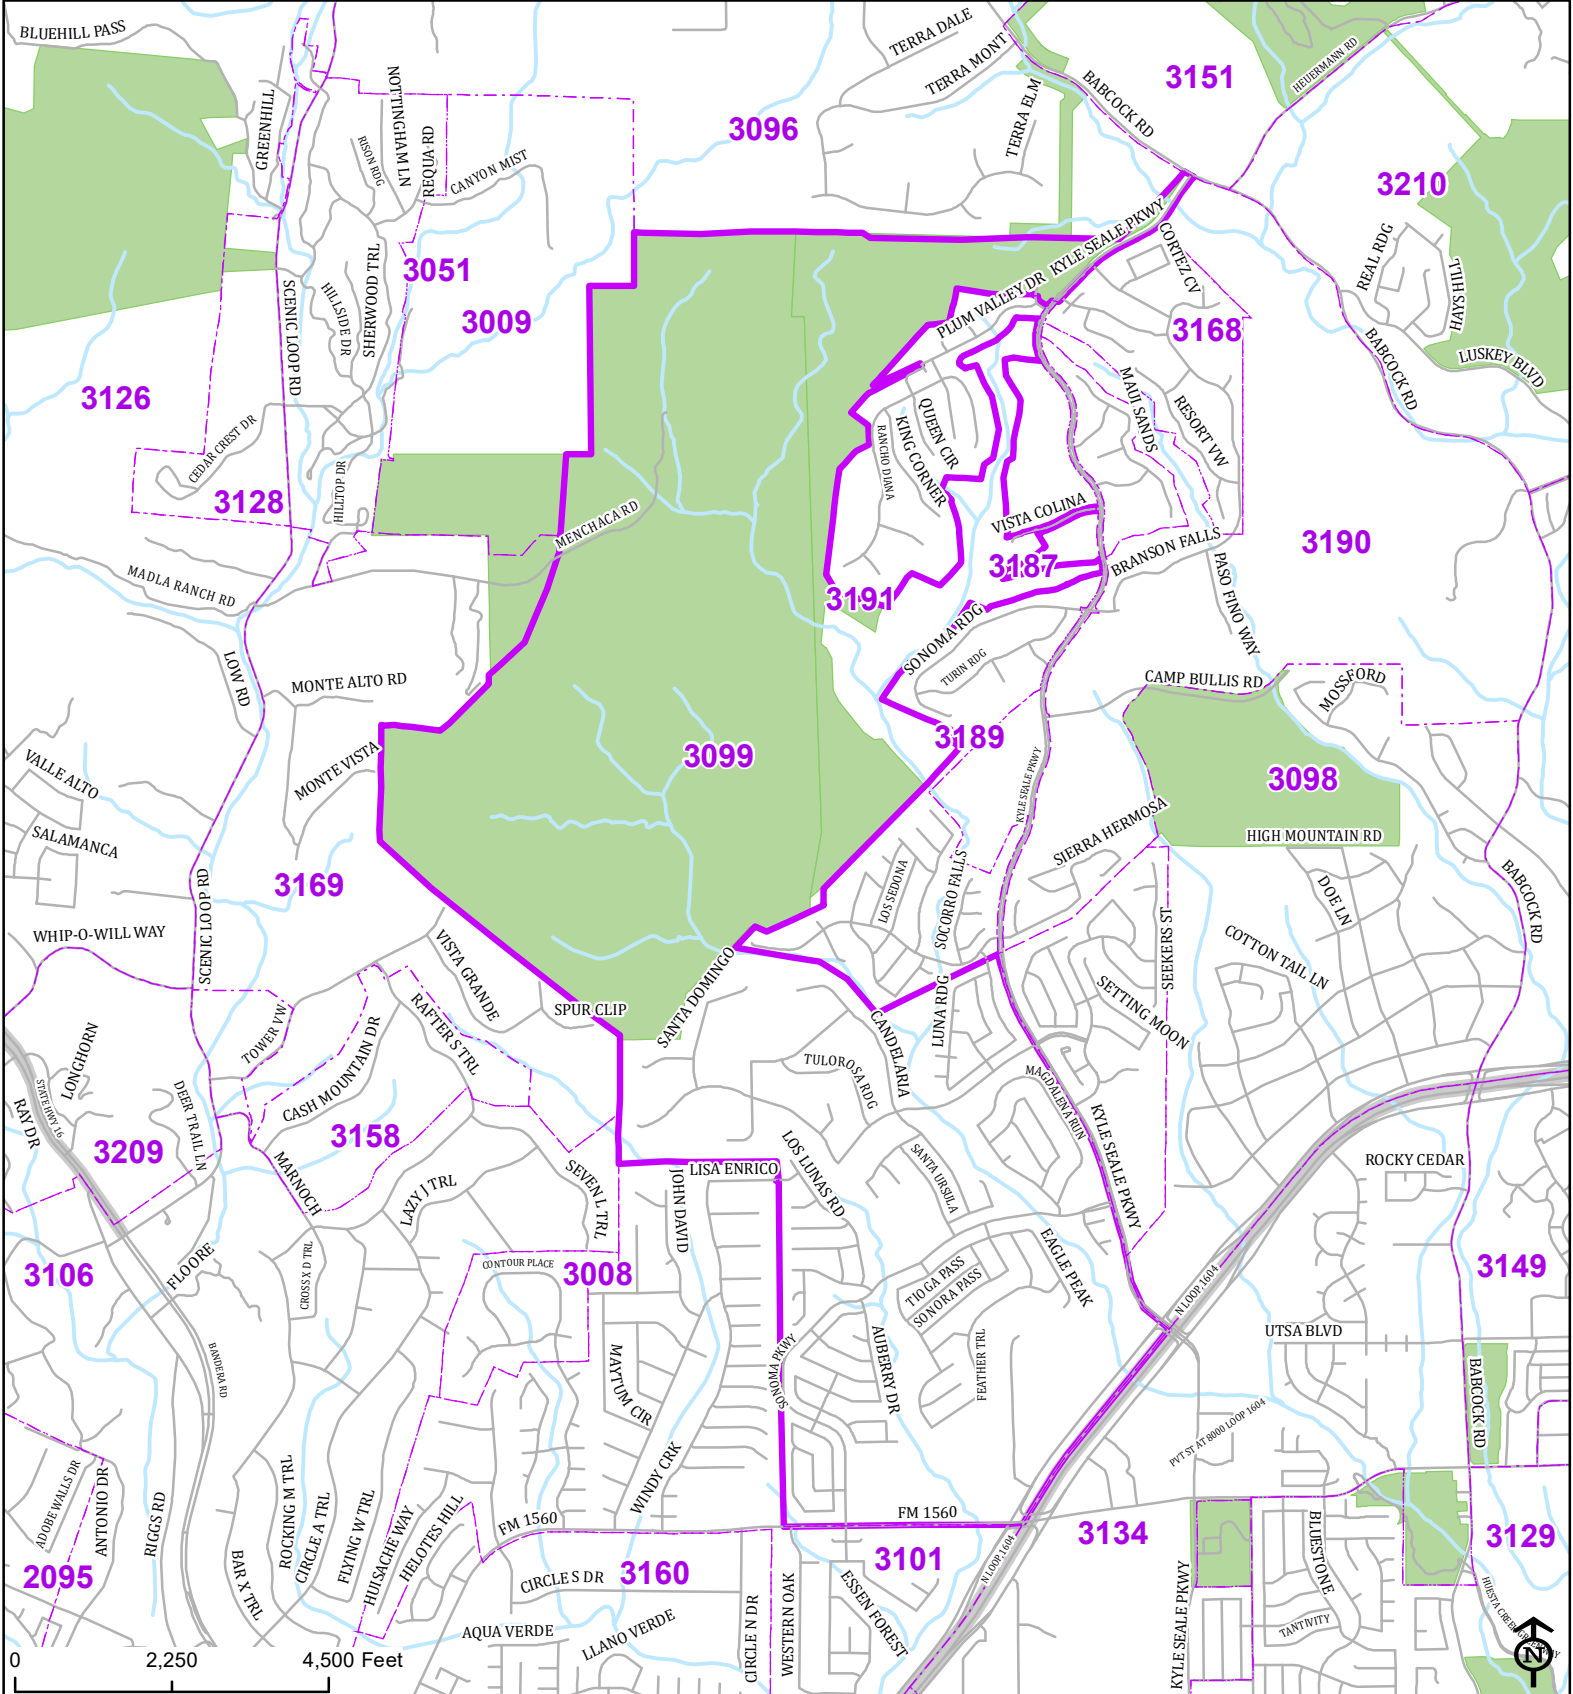 BLUEHILL PASS
TERRA DALE
TERRA MONT
TERRA ELM
BABCOCK RD
3151
HEUERMANN RD
GREENHILL
NOTTINGHAM LN
RISON RDG
REQUA RD
CANYON MIST
3096
3210
REAL RDG
HAYSHILL
LUSKEY BLVD
BABCOCK RD
3051
3009
SCENIC LOOP RD
HILLSIDE DR
SHERWOOD TRL
KYLE SEALE PKWY
CORTEZ CV
PLUM VALLEY DR
3168
3126
CEDAR CREST DR
3128
HILLTOP DR
MAUI SANDS
RESORT VW
QUEEN CIR
KING CORNER
RANCHO DIANA
MENCHACA RD
VISTA COLINA
3187
BRANSON FALLS
3190
MADLA RANCH RD
3191
PASO FINO WAY
SONOMA RDG
TURIN RDG
LOW RD
MONTE ALTO RD
CAMP BULLIS RD
MOSSFORD
3189
3099
3098
MONTE VISTA
VALLE ALTO
KYLE SEALE PKWY
SALAMANCA
SIERRA HERMOSA
HIGH MOUNTAIN RD
3169
SCENIC LOOP RD
LOS SEDONA
SOCORRO FALLS
DOE LN
BABCOCK RD
WHIP-O-WILL WAY
VISTA GRANDE
SEEKERS ST
COTTON TAIL LN
SPUR CLIP
SANTA DOMINGO
LUNA RDG
SETTING MOON
RAFTER S TRL
TOWER VW
CASH MOUNTAIN DR
CANDELARIA
TULOROSA RDG
MAGDALENA RUN
LONGHORN
STATE HWY 16
RAY DR
DEER TRAIL LN
3209
3158
KYLE SEALE PKWY
LOS LUNAS RD
SANTA URSULA
LISA ENRICO
ROCKY CEDAR
MARNOCH
LAZY J TRL
SEVEN L TRL
JOHN DAVID
3106
FLOORE
CROSS X D TRL
CONTOUR PLACE
3008
EAGLE PEAK
TIOGA PASS
SONORA PASS
N LOOP 1604
3149
UTSA BLVD
BANDERA RD
MAYTUM CIR
SONOMA PKWY
AUBERRY DR
FEATHER TRL
BABCOCK RD
PVT ST AT 8000 LOOP 1604
ADOBE WALLS DR
ANTONIO DR
RIGGS RD
ROCKING M TRL
CIRCLE A TRL
FLYING W TRL
HUISACHE WAY
HELOTES HILL
WINDY CRK
FM 1560
FM 1560
3134
BLUESTONE
3129
2095
BAR X TRL
CIRCLE S DR
3160
3101
N LOOP 1604
ESSEN FOREST
KYLE SEALE PKWY
HUESTA CREEK GREENWAY
TANTIVITY
AQUA VERDE
LLANO VERDE
CIRCLE N DR
WESTERN OAK
0
2,250
4,500 Feet
N